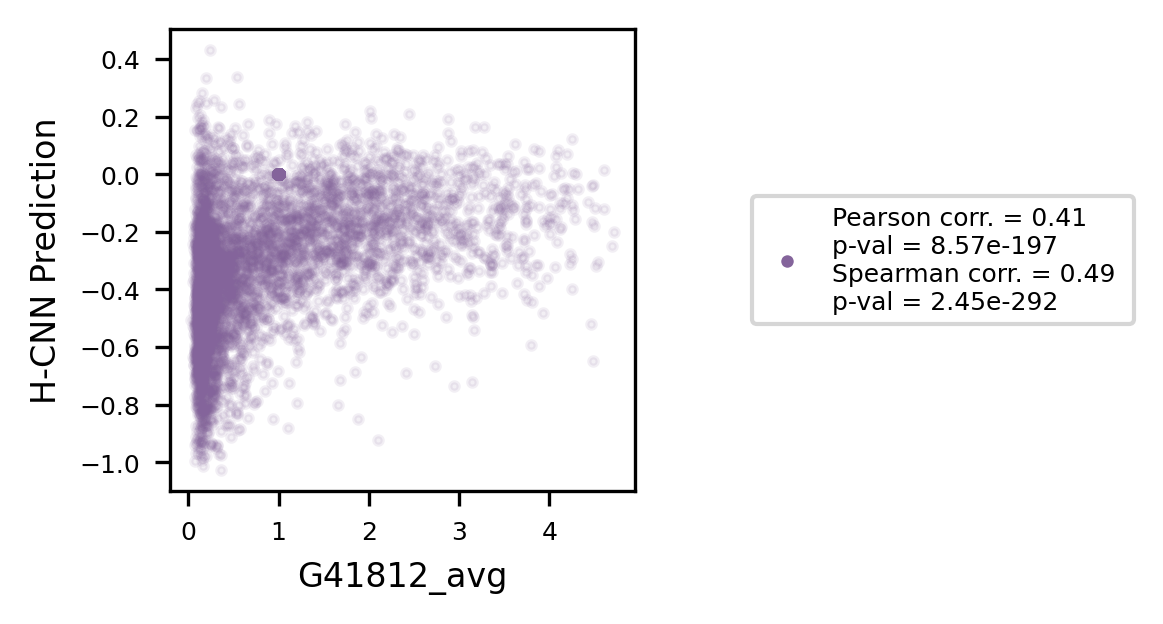 0.4
0.2
0.0
−0.2
−0.4
−0.6
−0.8
−1.0
H-CNN Prediction
0
1
2
3
4
G41812_avg
Pearson corr. = 0.41
p-val = 8.57e-197
Spearman corr. = 0.49
p-val = 2.45e-292